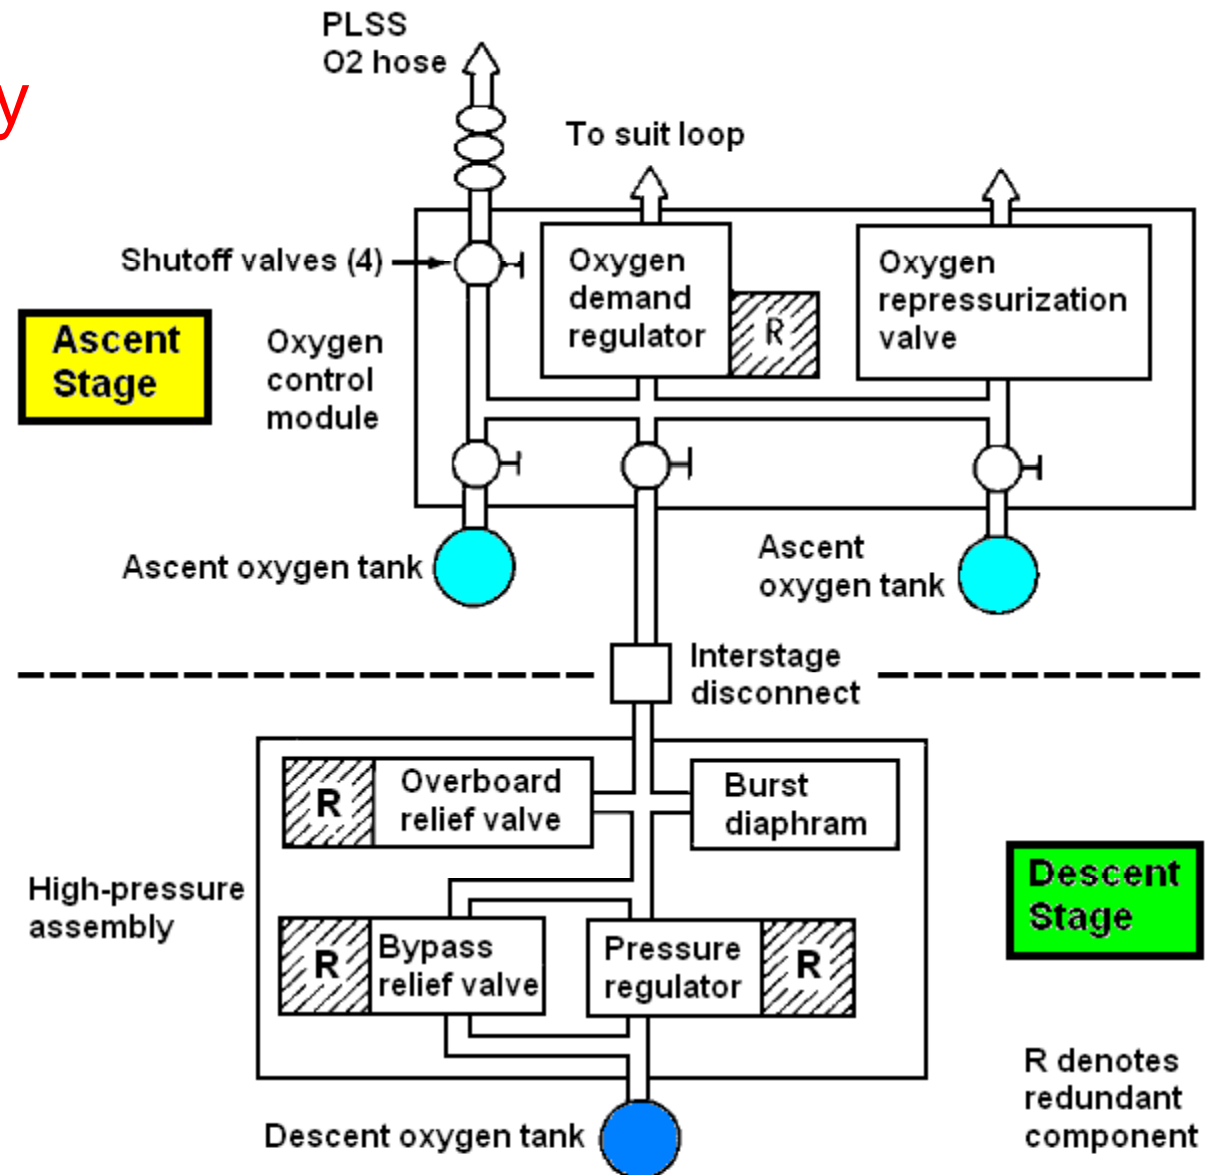 y
PLSS
O2 hose
To suit loop
Shutoff valves (4)
Oxygen
demand
regulator
R
Oxygen
repressurization
valve
Ascent
Stage
Oxygen
control
module
Ascent oxygen tank
Ascent
oxygen tank
Interstage
disconnect
R
Overboard
relief valve
Burst
diaphram
High-pressure
assembly
R
Bypass
relief valve
Pressure
regulator
R
Descent
Stage
Descent oxygen tank
R denotes
redundant
component